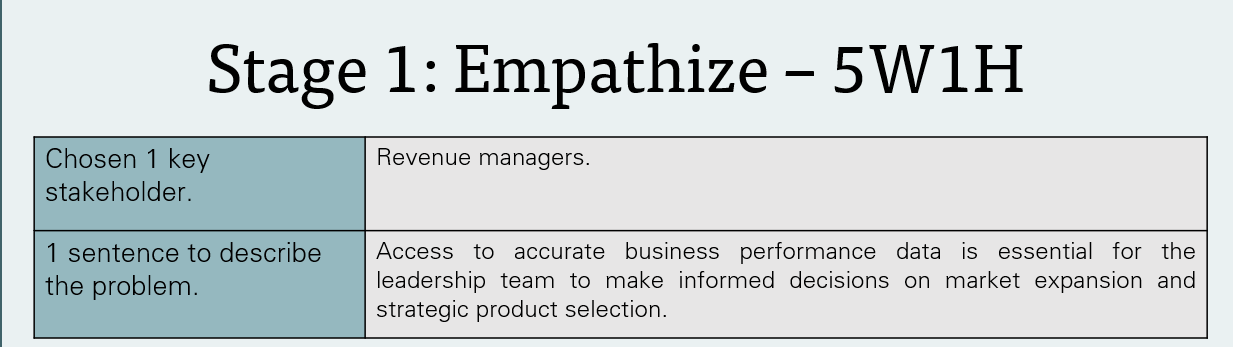 Stage 1: Empathize – 5W1H
Chosen 1 key
stakeholder.
Revenue managers.
1 sentence to describe
the problem.
Access to accurate business performance data is essential for the
leadership team to make informed decisions on market expansion and
strategic product selection.